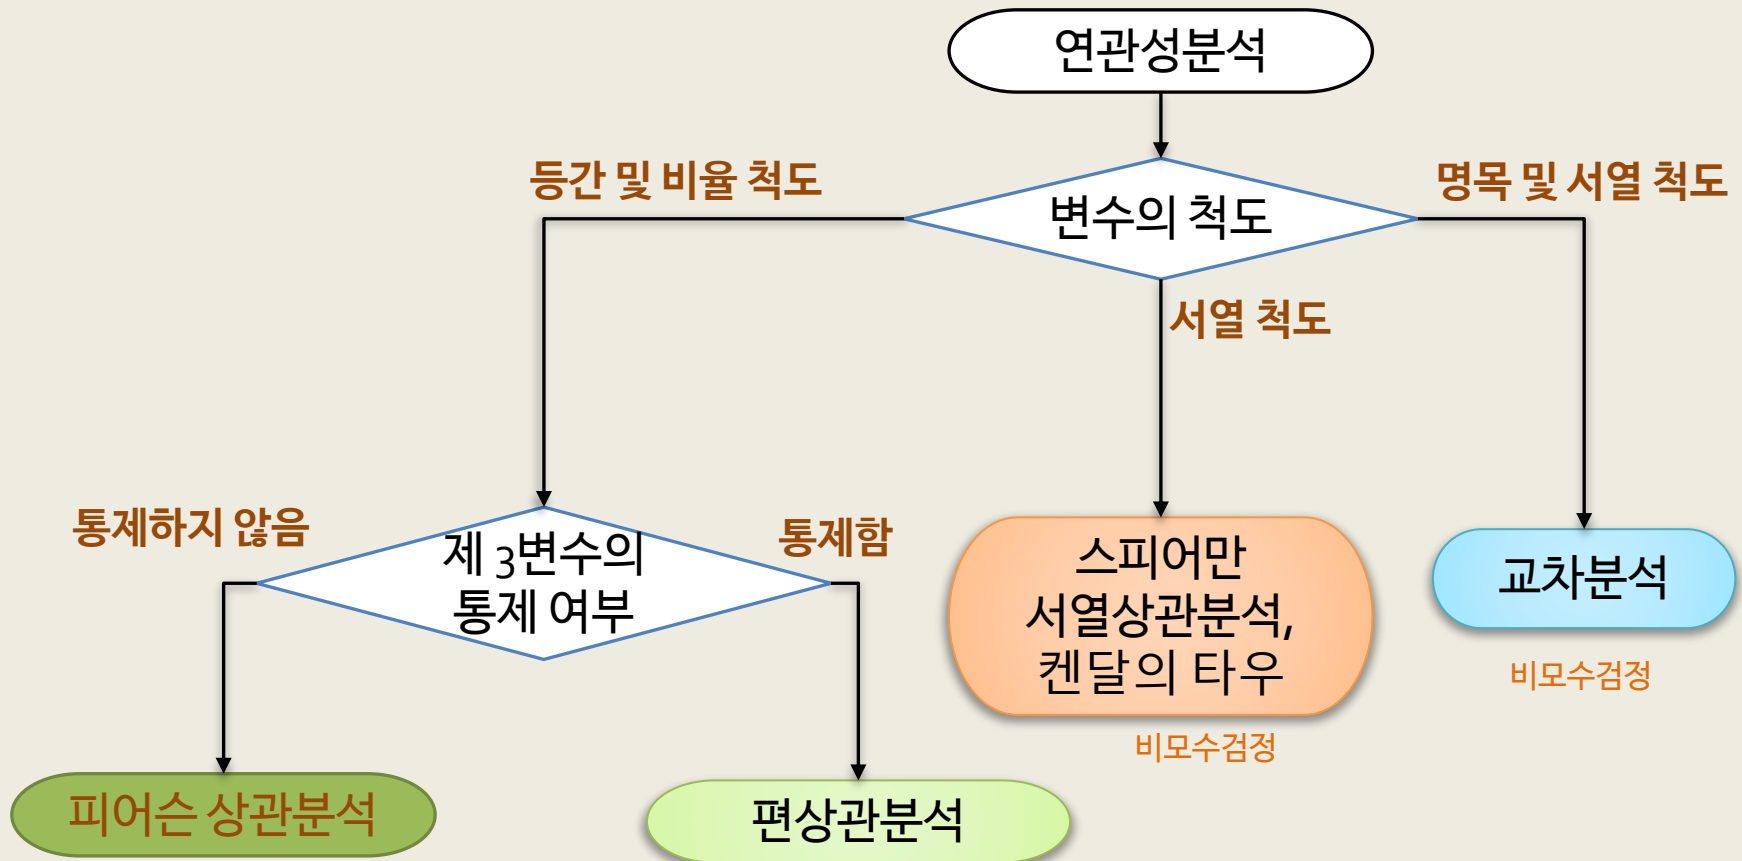 연관성분석
등간 및 비율 척도
변수의 척도
명목 및 서열 척도
서열 척도
통제하지 않음
제 3변수의
통제 여부
통제함
스피어만
서열상관분석,
켄달의 타우
교차분석
비모수검정
비모수검정
피어슨 상관분석
편상관분석